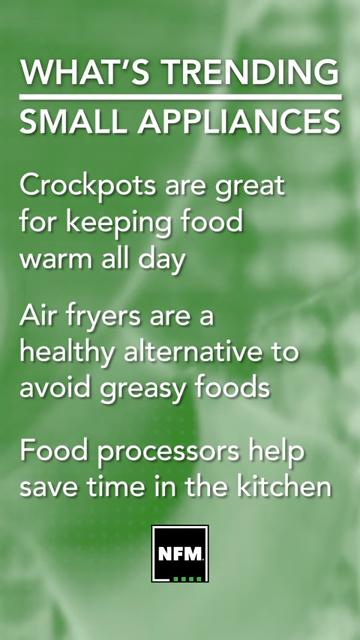 WHAT'S TRENDING
SMALL APPLIANCES
Crockpots are great
for keeping food
warm all day
Air fryers are a
healthy alternative to
avoid greasy foods
Food processors help
save time in the kitchen
NFM